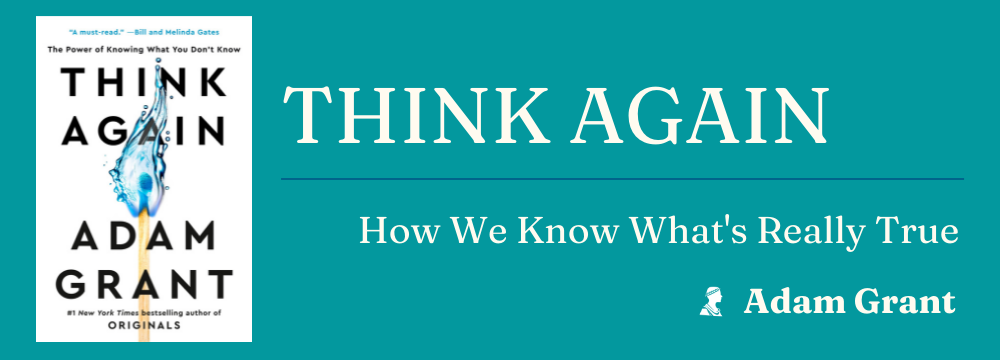 "A must-read." —Bill and Melinda Gates
The Power of Knowing What You Don't Know
THINK
AGAIN
ADAM
GRANT
#1 New York Times bestselling author of
ORIGINALS
THINK AGAIN
How We Know What's Really True
Adam Grant